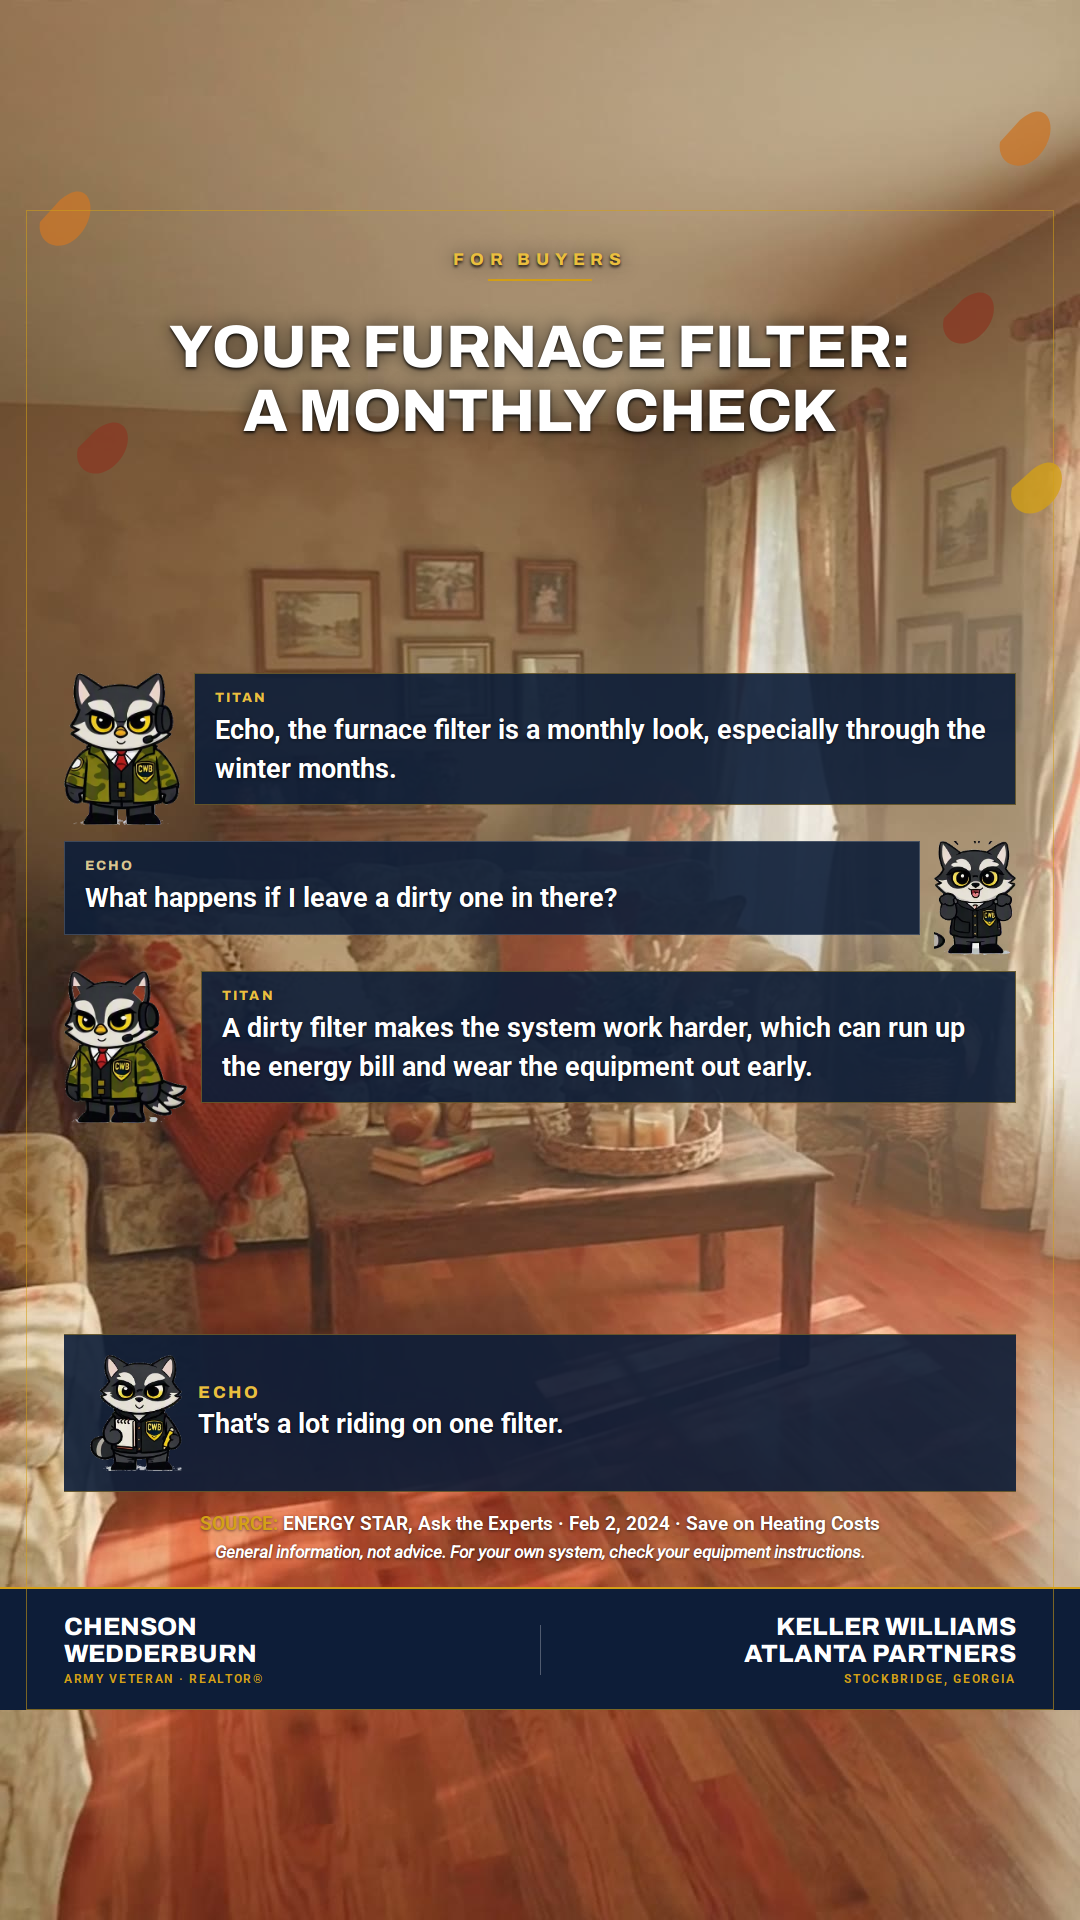 FOR BUYERS
YOUR FURNACE FILTER:
A MONTHLY CHECK
TITAN
Echo, the furnace filter is a monthly look, especially through the
winter months.
CWB
ECHO
What happens if I leave a dirty one in there?
CWB
TITAN
A dirty filter makes the system work harder, which can run up
the energy bill and wear the equipment out early.
CWB
ECHO
That's a lot riding on one filter.
CWB
SOURCE: ENERGY STAR, Ask the Experts · Feb 2, 2024 · Save on Heating Costs
General information, not advice. For your own system, check your equipment instructions.
CHENSON
WEDDERBURN
ARMY VETERAN · REALTOR®
KELLER WILLIAMS
ATLANTA PARTNERS
STOCKBRIDGE, GEORGIA